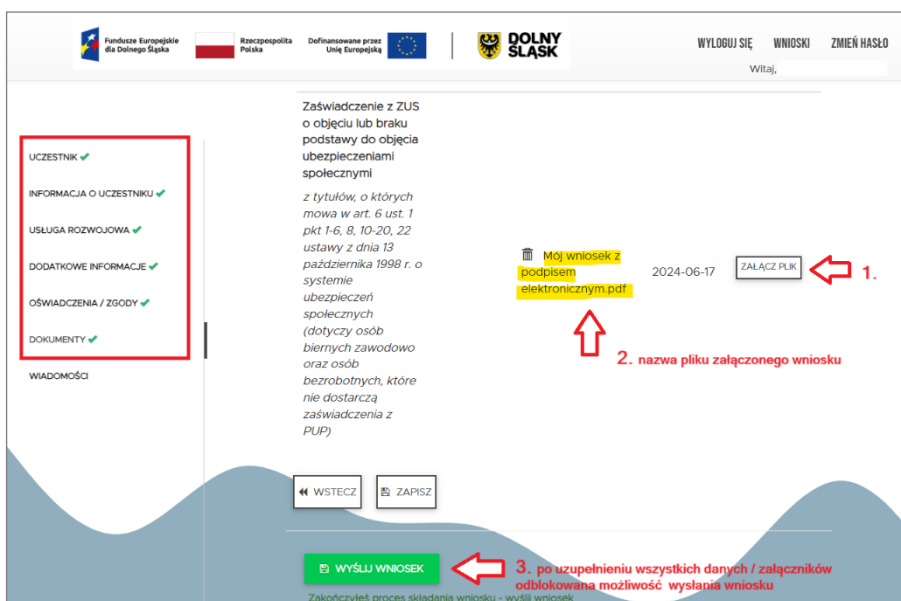 Fundusze Europejskie
dla Dolnego Śląska
Rzeczpospolita
Polska
Dofinansowane przez
Unię Europejską
DOLNY
ŚLĄSK
WYLOGUJ SIĘ WNIOSKI ZMIEŃ HASŁO
Witaj,
UCZESTNIK
INFORMACJA O UCZESTNIKU
USŁUGA ROZWOJOWA
DODATKOWE INFORMACJE
OŚWIADCZENIA / ZGODY
DOKUMENTY
WIADOMOŚCI
Zaświadczenie z ZUS
o objęciu lub braku
podstawy do objęcia
ubezpieczeniami
społecznymi
z tytułów, o których
mowa w art. 6 ust. 1
pkt 1-6, 8, 10-20, 22
ustawy z dnia 13
października 1998 r. o
systemie
ubezpieczeń
społecznych
(dotyczy osób
biernych zawodowo
oraz osób
bezrobotnych, które
nie dostarczą
zaświadczenia z
PUP)
Mój wniosek z
podpisem
elektronicznym.pdf
2024-06-17
ZAŁĄCZ PLIK
1.
2. nazwa pliku załączonego wniosku
WSTECZ
ZAPISZ
WYŚLIJ WNIOSEK
3. po uzupełnieniu wszystkich danych / załączników
odblokowana możliwość wysłania wniosku
Zakończyłeś proces składania wniosku - wyślij wniosek